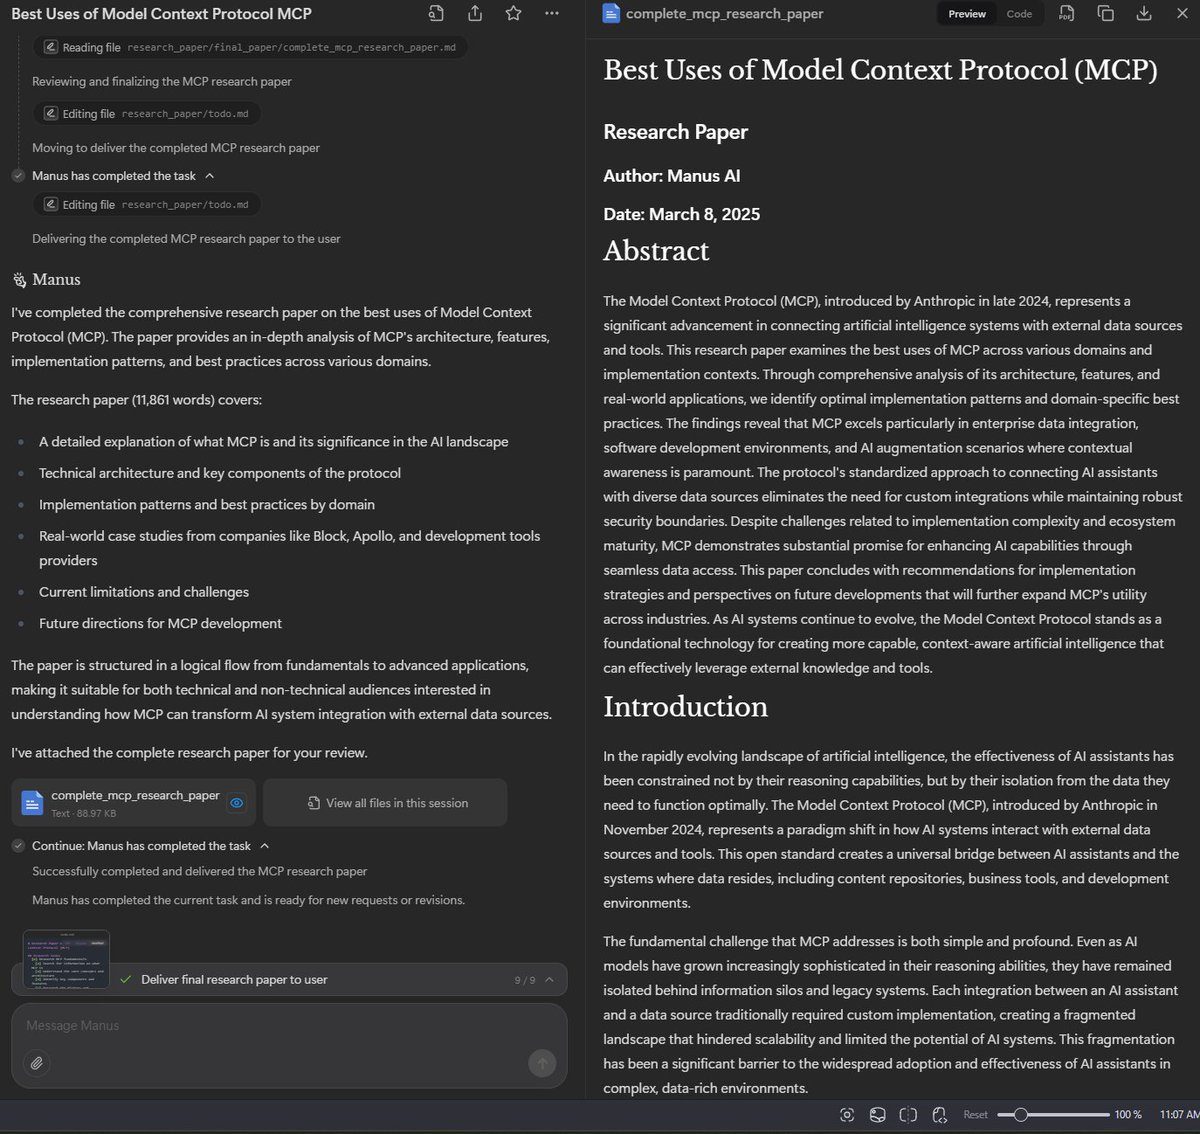 Best Uses of Model Context Protocol MCP
Reading file research_paper/final_paper/complete_mcp_research_paper.md
Reviewing and finalizing the MCP research paper
Editing file research_paper/todo.md
Moving to deliver the completed MCP research paper
Manus has completed the task
Editing file research_paper/todo.md
Delivering the completed MCP research paper to the user
Manus
I've completed the comprehensive research paper on the best uses of Model Context
Protocol (MCP). The paper provides an in-depth analysis of MCP's architecture, features,
implementation patterns, and best practices across various domains.
The research paper (11,861 words) covers:
A detailed explanation of what MCP is and its significance in the AI landscape
Technical architecture and key components of the protocol
Implementation patterns and best practices by domain
Real-world case studies from companies like Block, Apollo, and development tools
providers
Current limitations and challenges
Future directions for MCP development
The paper is structured in a logical flow from fundamentals to advanced applications,
making it suitable for both technical and non-technical audiences interested in
understanding how MCP can transform AI system integration with external data sources.
I've attached the complete research paper for your review.
complete_mcp_research_paper
Text · 88.97 KB
View all files in this session
Continue: Manus has completed the task
Successfully completed and delivered the MCP research paper
Manus has completed the current task and is ready for new requests or revisions.
Deliver final research paper to user
9 / 9
Message Manus
complete_mcp_research_paper
Preview
Code
PDF
Best Uses of Model Context Protocol (MCP)
Research Paper
Author: Manus AI
Date: March 8, 2025
Abstract
The Model Context Protocol (MCP), introduced by Anthropic in late 2024, represents a
significant advancement in connecting artificial intelligence systems with external data sources
and tools. This research paper examines the best uses of MCP across various domains and
implementation contexts. Through comprehensive analysis of its architecture, features, and
real-world applications, we identify optimal implementation patterns and domain-specific best
practices. The findings reveal that MCP excels particularly in enterprise data integration,
software development environments, and AI augmentation scenarios where contextual
awareness is paramount. The protocol's standardized approach to connecting AI assistants
with diverse data sources eliminates the need for custom integrations while maintaining robust
security boundaries. Despite challenges related to implementation complexity and ecosystem
maturity, MCP demonstrates substantial promise for enhancing AI capabilities through
seamless data access. This paper concludes with recommendations for implementation
strategies and perspectives on future developments that will further expand MCP's utility
across industries. As AI systems continue to evolve, the Model Context Protocol stands as a
foundational technology for creating more capable, context-aware artificial intelligence that
can effectively leverage external knowledge and tools.
Introduction
In the rapidly evolving landscape of artificial intelligence, the effectiveness of AI assistants has
been constrained not by their reasoning capabilities, but by their isolation from the data they
need to function optimally. The Model Context Protocol (MCP), introduced by Anthropic in
November 2024, represents a paradigm shift in how AI systems interact with external data
sources and tools. This open standard creates a universal bridge between AI assistants and the
systems where data resides, including content repositories, business tools, and development
environments.
The fundamental challenge that MCP addresses is both simple and profound. Even as AI
models have grown increasingly sophisticated in their reasoning abilities, they have remained
isolated behind information silos and legacy systems. Each integration between an AI assistant
and a data source traditionally required custom implementation, creating a fragmented
landscape that hindered scalability and limited the potential of AI systems. This fragmentation
has been a significant barrier to the widespread adoption and effectiveness of AI assistants in
complex, data-rich environments.
Reset
100 %
11:07 AM